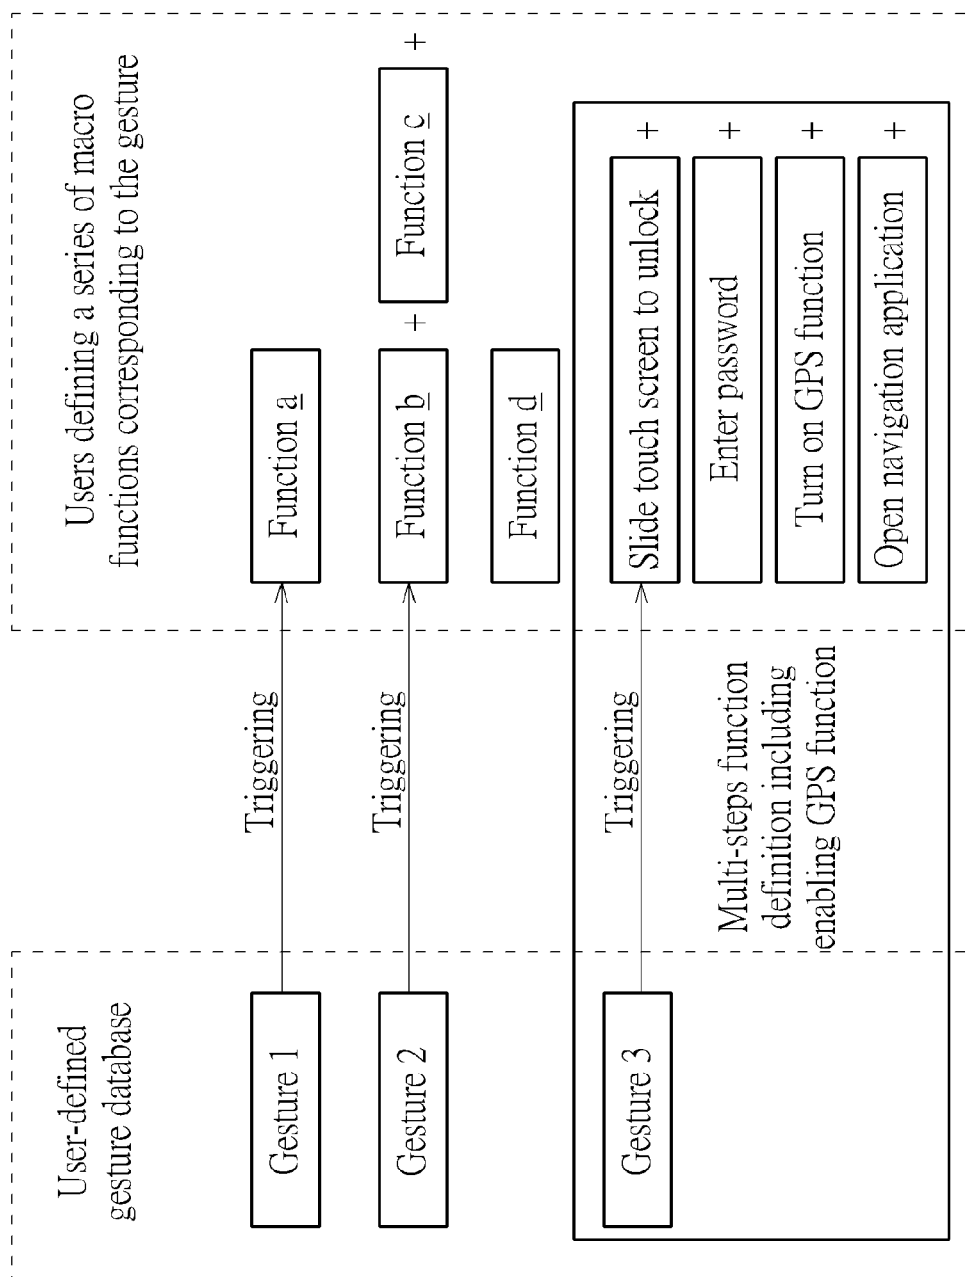 User-defined
gesture database
Users defining a series of macro
functions corresponding to the gesture
Gesture 1
Triggering
Function a
Gesture 2
Triggering
Function b
+
Function c
+
Function d
Gesture 3
Triggering
Slide touch screen to unlock
+
Enter password
+
Turn on GPS function
+
Open navigation application
+
Multi-steps function
definition including
enabling GPS function